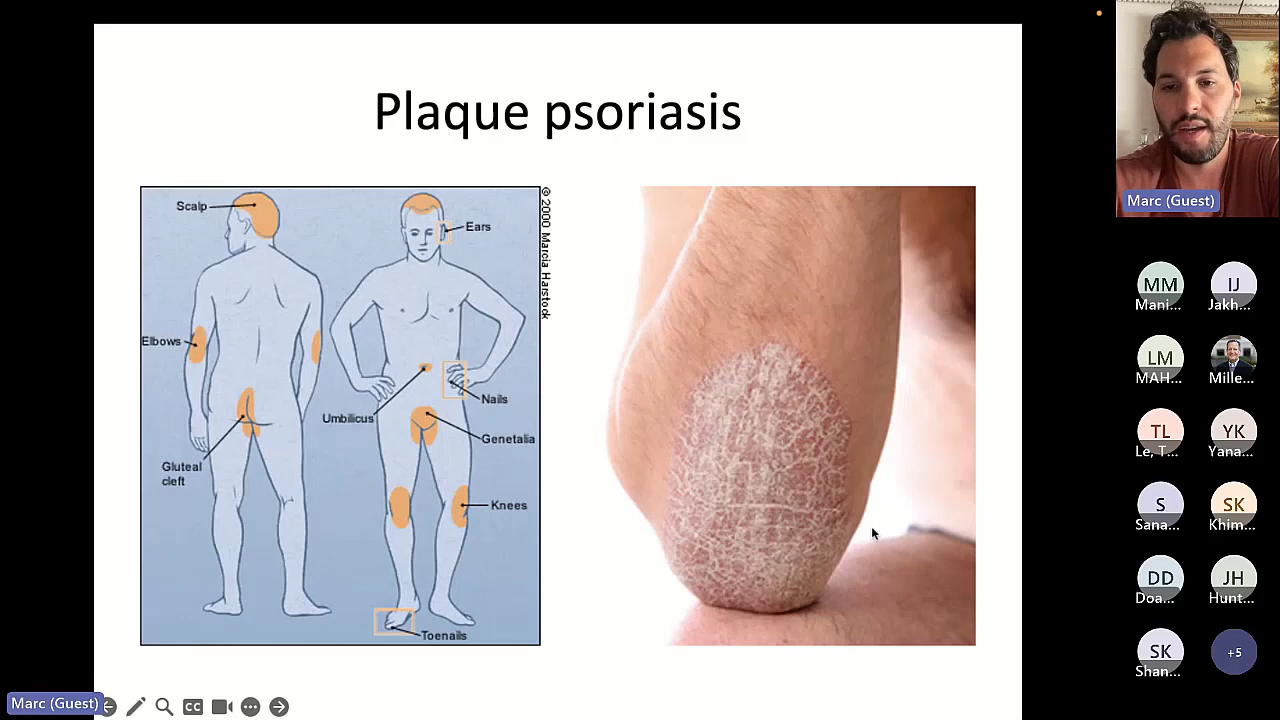 Plaque psoriasis
Scalp
Ears
Elbows
Umbilicus
Nails
Genetalia
Gluteal
cleft
Knees
Toenails
© 2000 Marcia Harstock
Marc (Guest)
MM
Mani...
IJ
Jakh...
LM
MAH...
Mille...
TL
Le, T...
YK
Yana...
S
Sana...
SK
Khim...
DD
Doa...
JH
Hunt...
SK
Shan...
+5
Marc (Guest)
CC